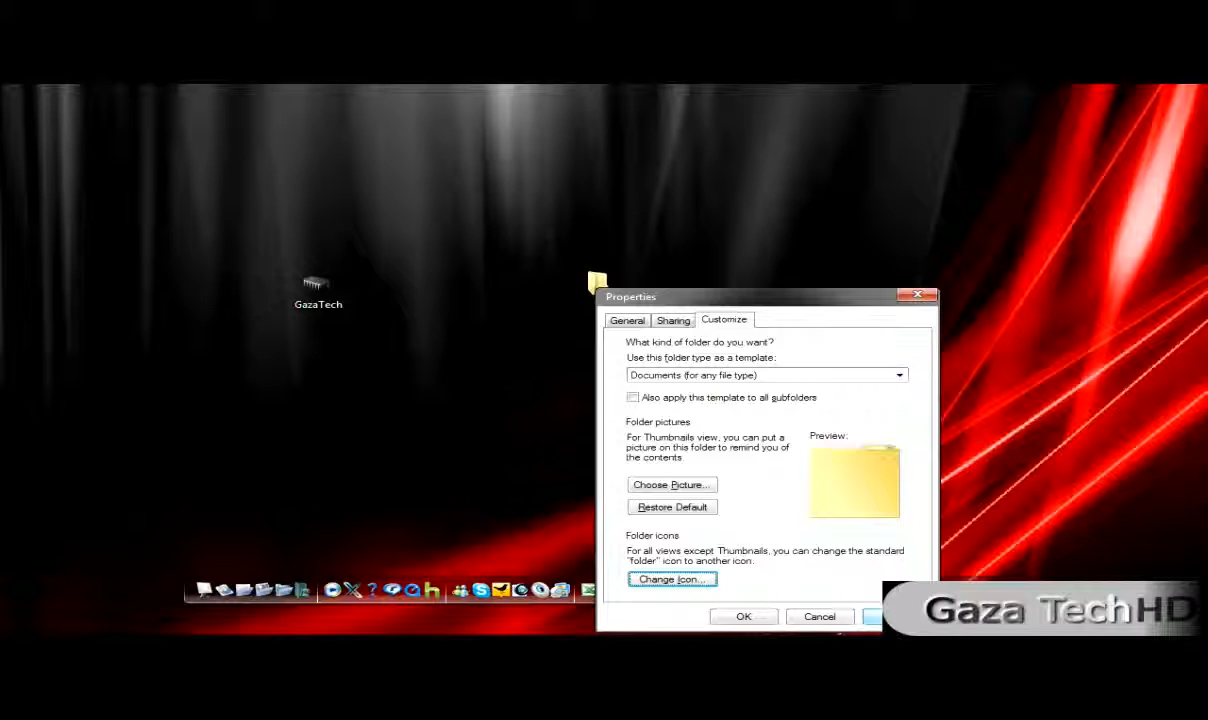 GazaTech
Properties
General
Sharing
Customize
What kind of folder do you want?
Use this folder type as a template:
Documents (for any file type)
Also apply this template to all subfolders
Folder pictures
For Thumbnails view, you can put a
picture on this folder to remind you of
the contents.
Preview:
Choose Picture...
Restore Default
Folder icons
For all views except Thumbnails, you can change the standard
"folder" icon to another icon.
Change Icon...
OK
Cancel
Gaza TechHD